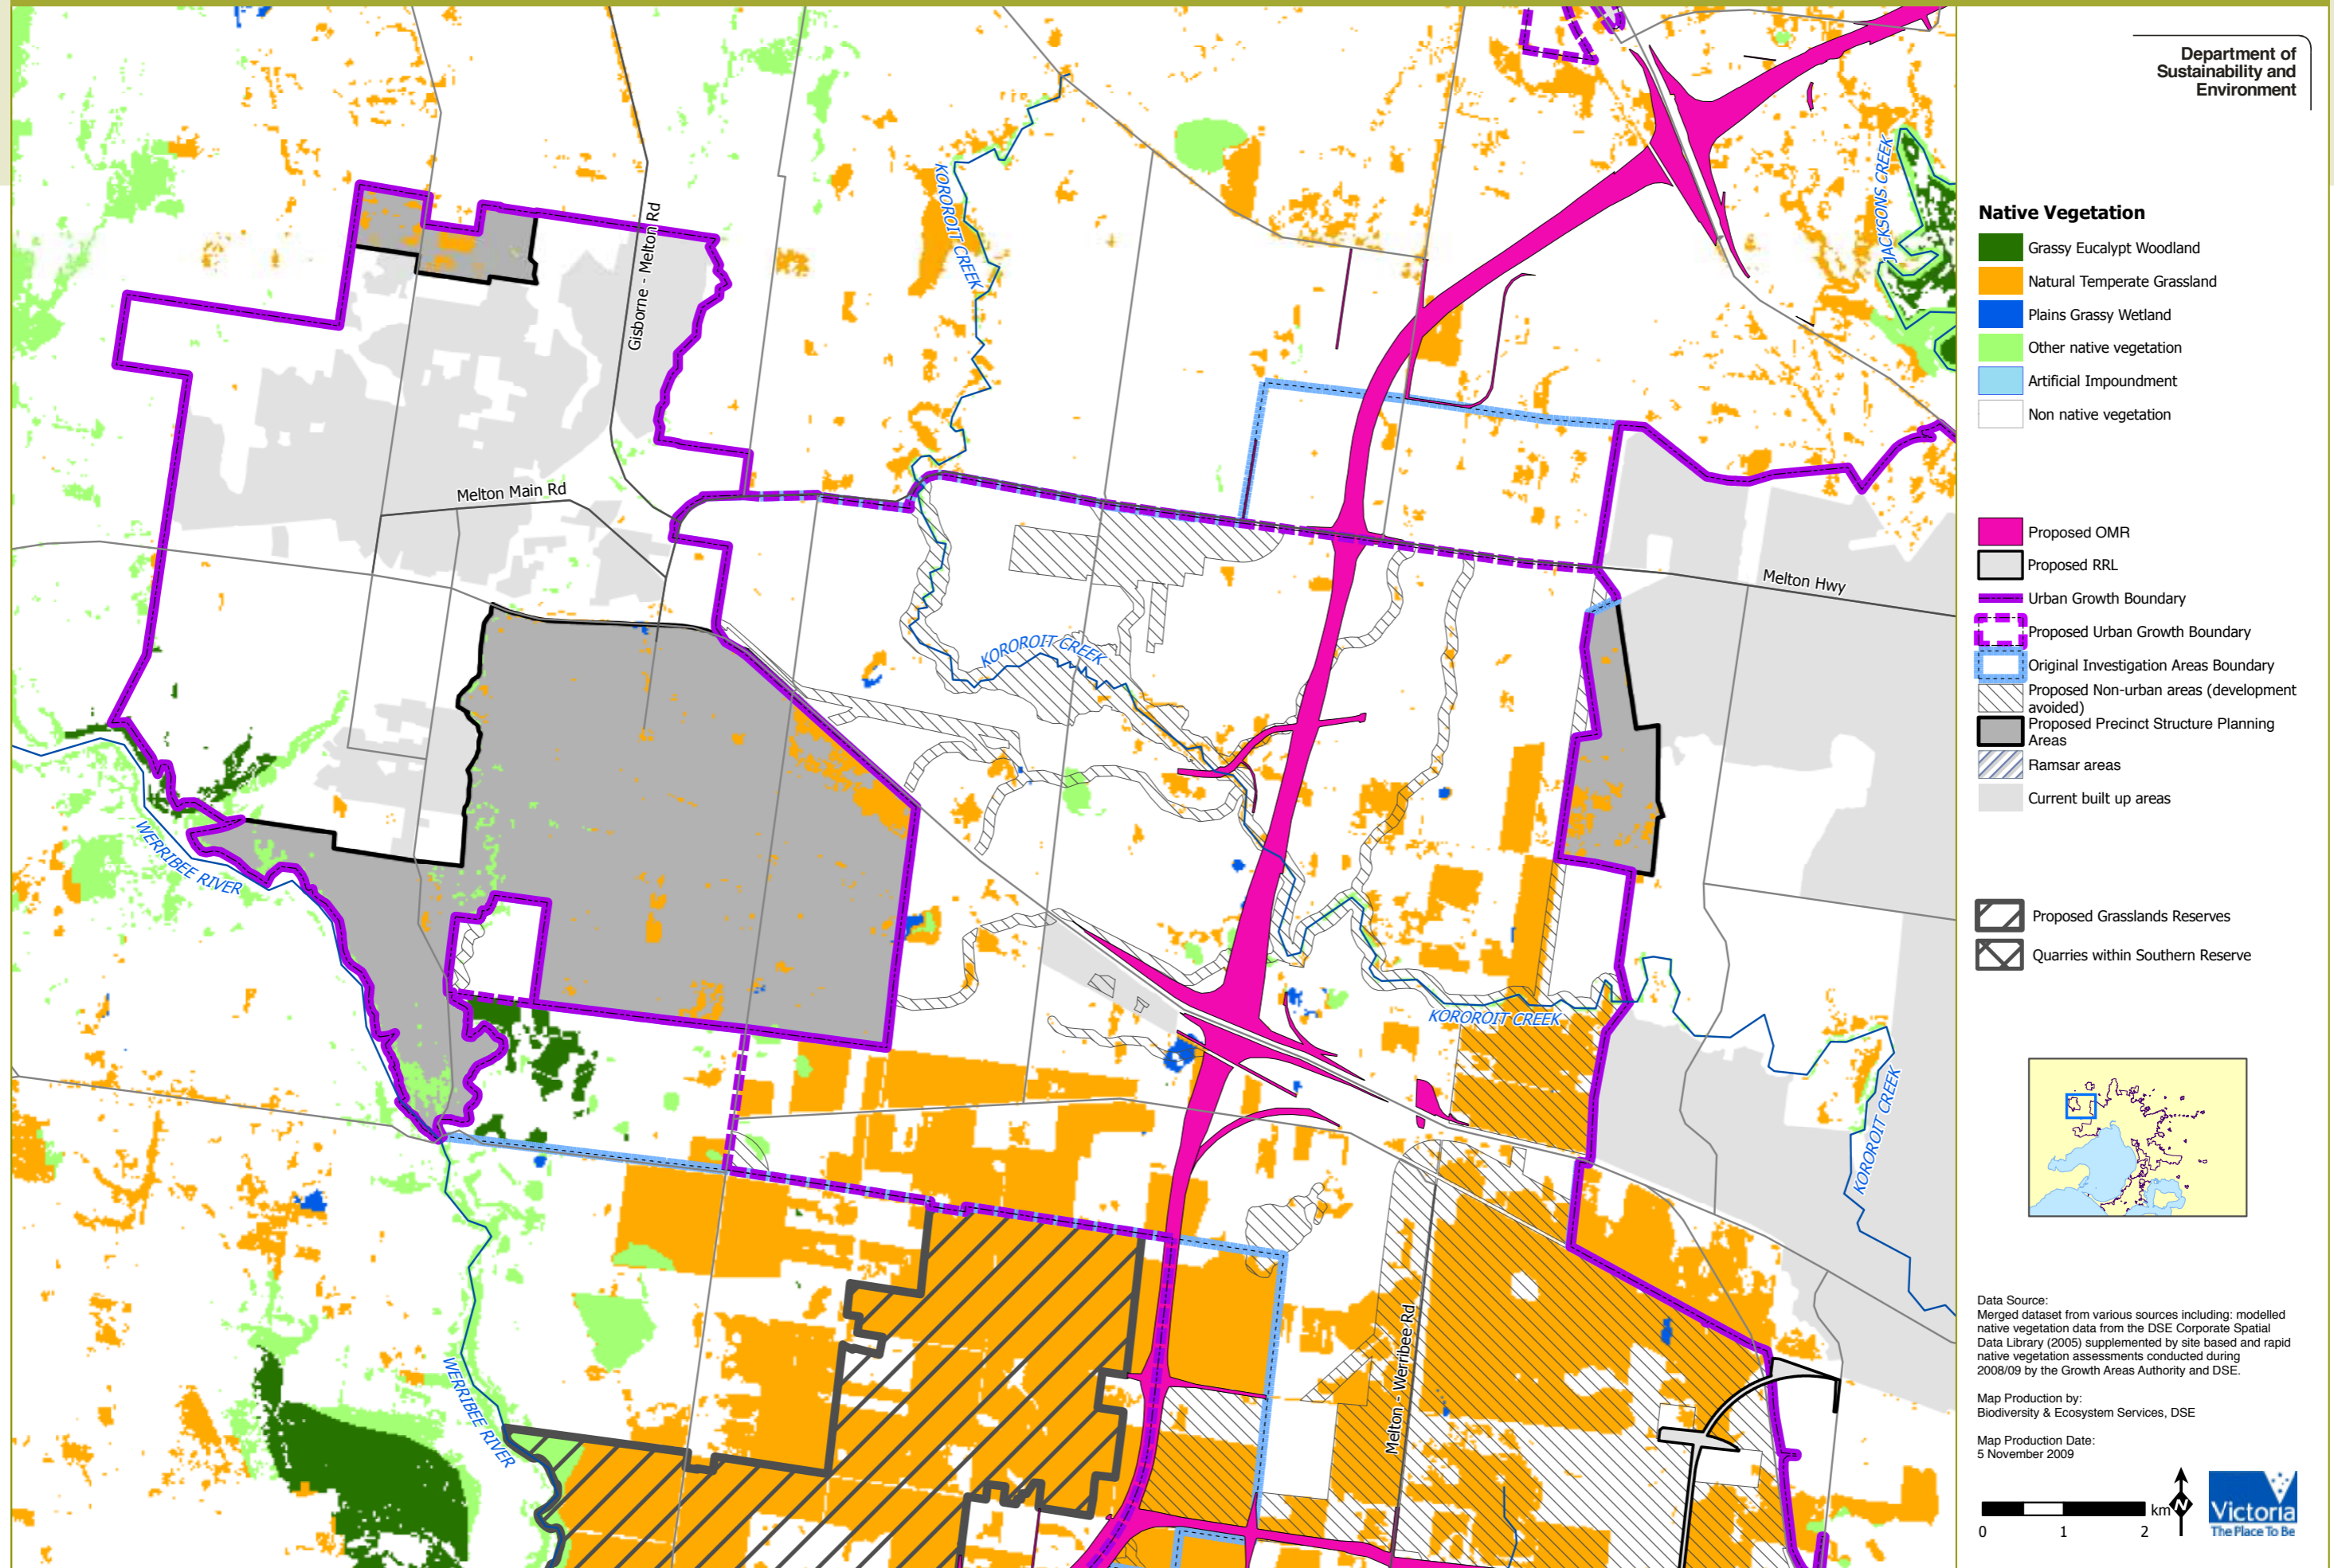 Department of
Sustainability and
Environment
Native Vegetation
Grassy Eucalypt Woodland
Natural Temperate Grassland
Plains Grassy Wetland
Other native vegetation
Artificial Impoundment
Non native vegetation
Proposed OMR
Proposed RRL
Urban Growth Boundary
Proposed Urban Growth Boundary
Original Investigation Areas Boundary
Proposed Non-urban areas (development
avoided)
Proposed Precinct Structure Planning
Areas
Ramsar areas
Current built up areas
Proposed Grasslands Reserves
Quarries within Southern Reserve
Data Source:
Merged dataset from various sources including: modelled
native vegetation data from the DSE Corporate Spatial
Data Library (2005) supplemented by site based and rapid
native vegetation assessments conducted during
2008/09 by the Growth Areas Authority and DSE.
Map Production by:
Biodiversity & Ecosystem Services, DSE
Map Production Date:
5 November 2009
km
N
0 1 2
Victoria
The Place To Be
KOROROIT CREEK
JACKSONS CREEK
Gisborne - Melton Rd
Melton Main Rd
Melton Hwy
KOROROIT CREEK
WERRIBEE RIVER
KOROROIT CREEK
KOROROIT CREEK
Melton - Werribee Rd
WERRIBEE RIVER